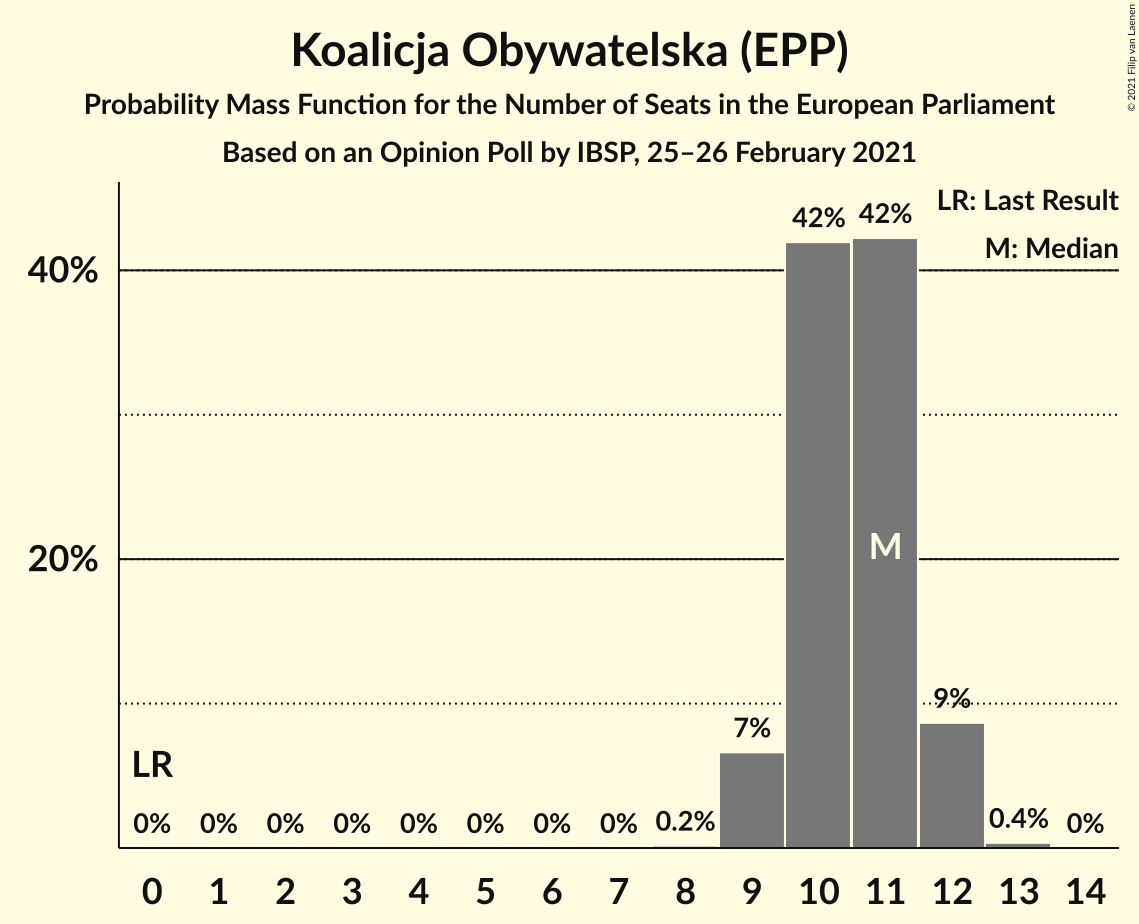 Koalicja Obywatelska (EPP)
Probability Mass Function for the Number of Seats in the European Parliament
Based on an Opinion Poll by IBSP, 25–26 February 2021
© 2021 Filip van Laenen
LR: Last Result
M: Median
42% 42%
40%
20%
M
9%
7%
LR
0% 0% 0% 0% 0% 0% 0% 0% 0.2% 0.4% 0%
0 1 2 3 4 5 6 7 8 9 10 11 12 13 14